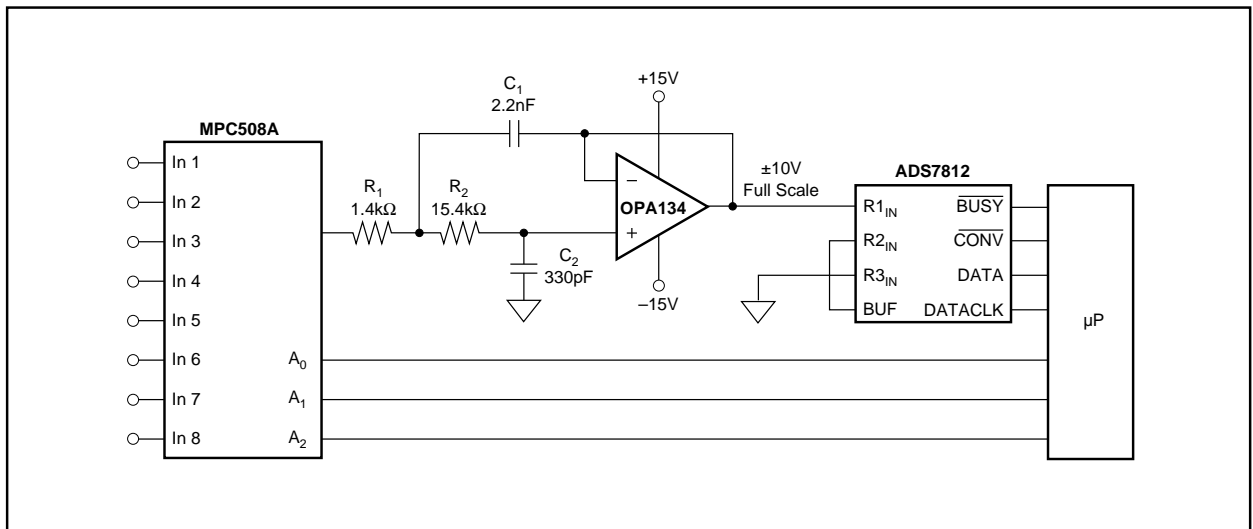 C₁
2.2nF
+15V
MPC508A
In 1
In 2
In 3
In 4
In 5
In 6
In 7
In 8
A₀
A₁
A₂
R₁
1.4kΩ
R₂
15.4kΩ
C₂
330pF
–
+
OPA134
–15V
±10V
Full Scale
ADS7812
R1IN
R2IN
R3IN
BUF
BUSY
CONV
DATA
DATACLK
µP